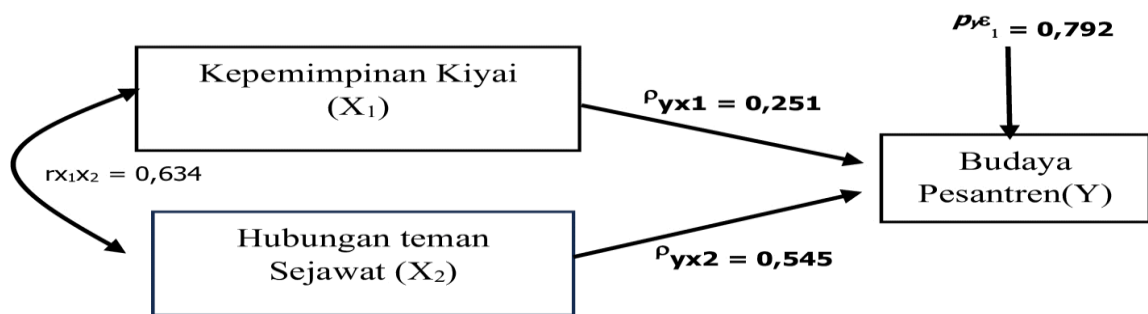 pyε₁ = 0,792
Kepemimpinan Kiyai
(X₁)
ρyx1 = 0,251
Budaya
Pesantren(Y)
rx₁x₂ = 0,634
Hubungan teman
Sejawat (X₂)
ρyx2 = 0,545